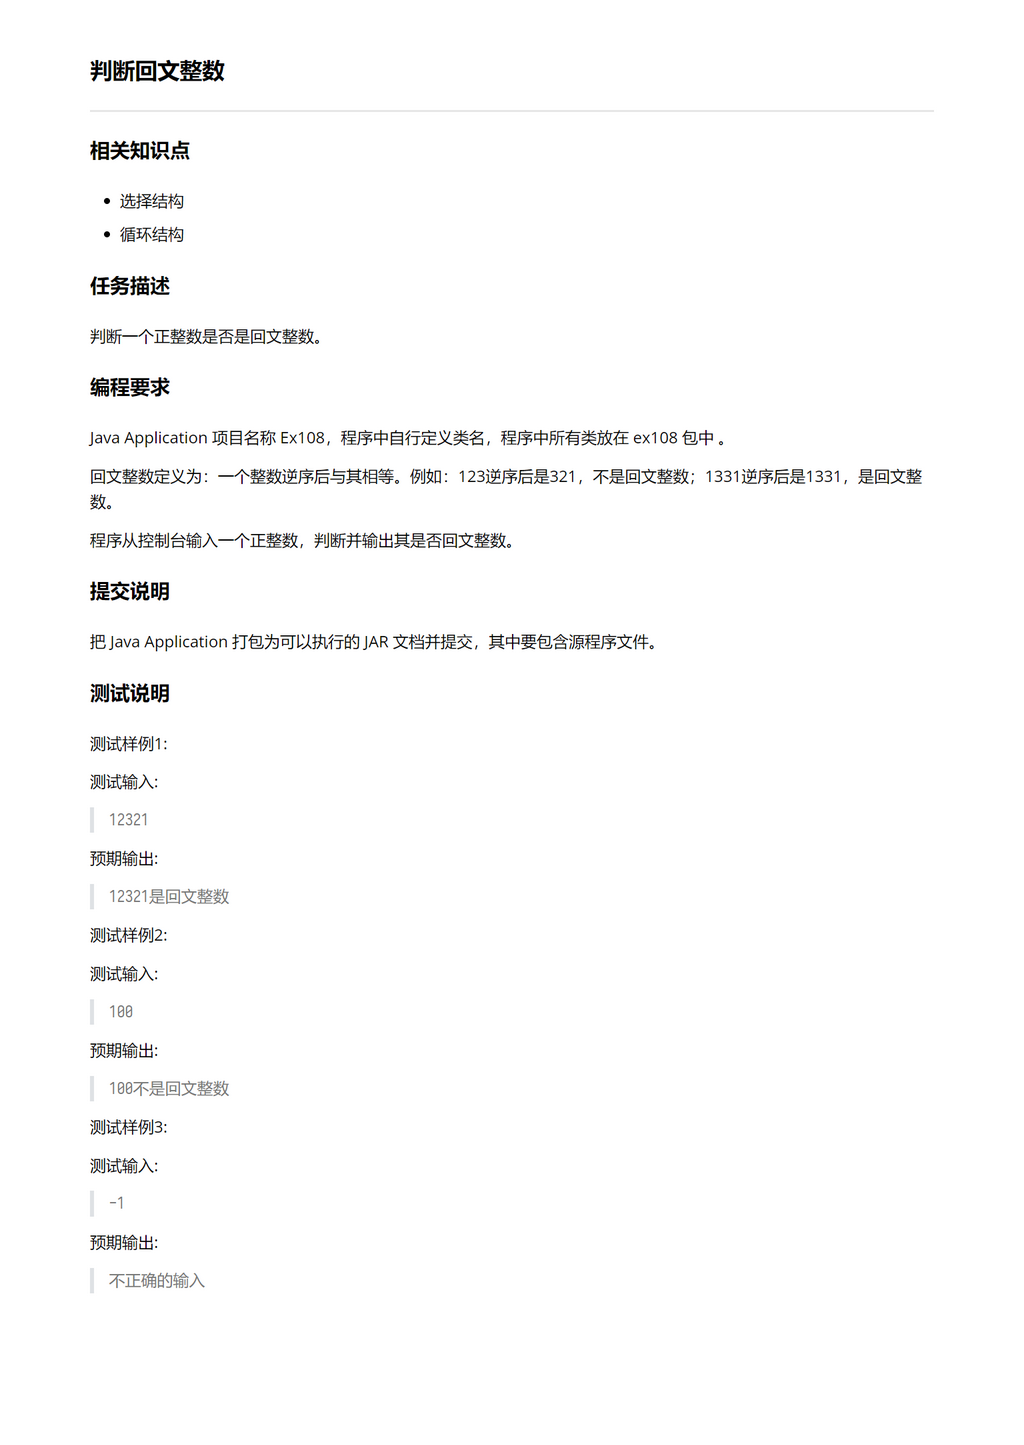 判断回文整数
相关知识点
选择结构
循环结构
任务描述
判断一个正整数是否是回文整数。
编程要求
Java Application 项目名称 Ex108，程序中自行定义类名，程序中所有类放在 ex108 包中 。
回文整数定义为：一个整数逆序后与其相等。例如：123逆序后是321，不是回文整数；1331逆序后是1331，是回文整
数。
程序从控制台输入一个正整数，判断并输出其是否回文整数。
提交说明
把 Java Application 打包为可以执行的 JAR 文档并提交，其中要包含源程序文件。
测试说明
测试样例1:
测试输入:
12321
预期输出:
12321是回文整数
测试样例2:
测试输入:
100
预期输出:
100不是回文整数
测试样例3:
测试输入:
-1
预期输出:
不正确的输入